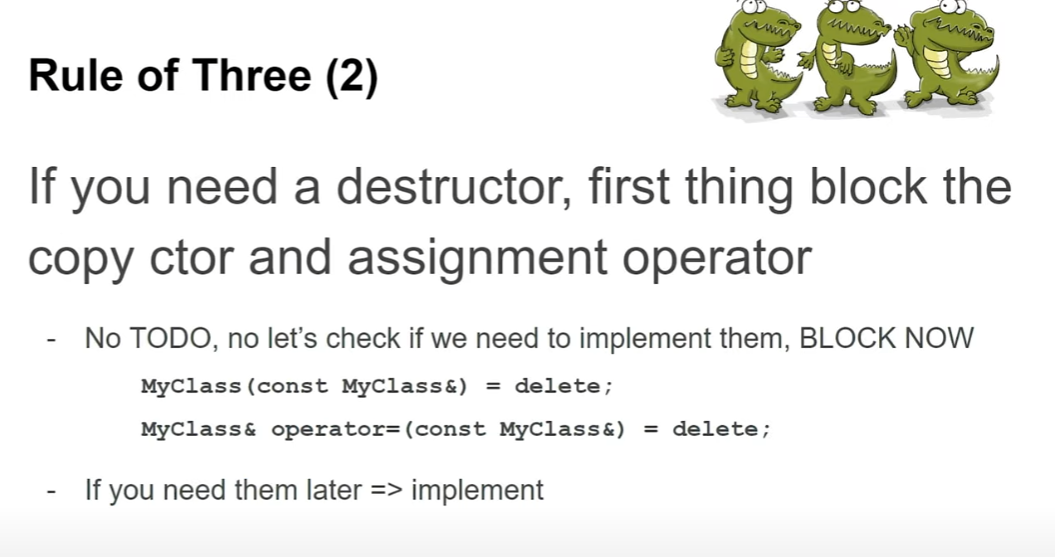 Rule of Three (2)
If you need a destructor, first thing block the
copy ctor and assignment operator
- No TODO, no let’s check if we need to implement them, BLOCK NOW
MyClass(const MyClass&) = delete;
MyClass& operator=(const MyClass&) = delete;
- If you need them later => implement